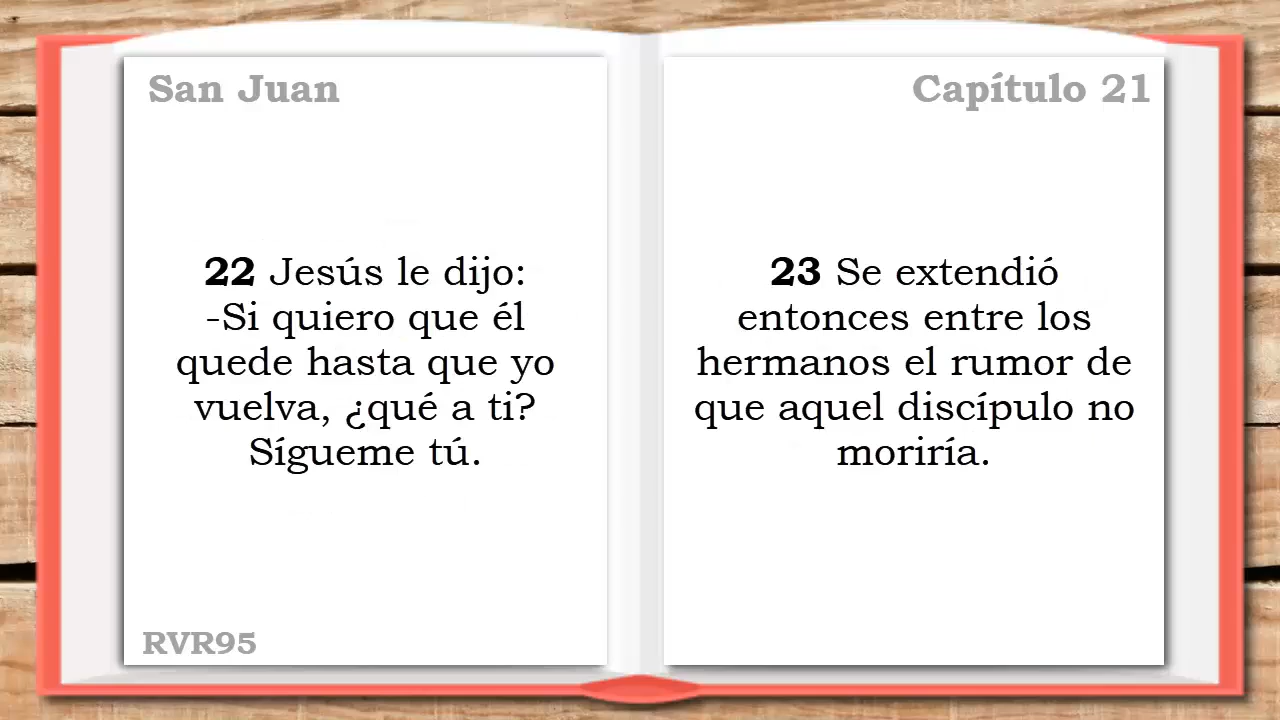 San Juan
22 Jesús le dijo:
-Si quiero que él
quede hasta que yo
vuelva, ¿qué a ti?
Sígueme tú.
RVR95
Capítulo 21
23 Se extendió
entonces entre los
hermanos el rumor de
que aquel discípulo no
moriría.